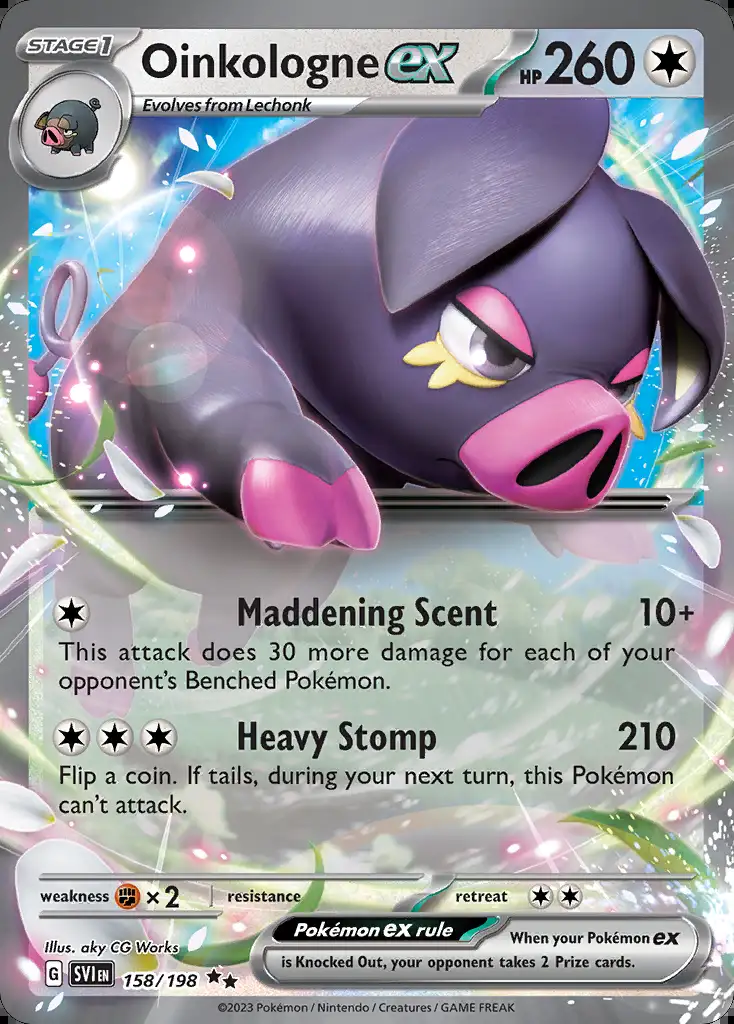 STAGE1
Oinkologne ex
HP 260
Evolves from Lechonk
Maddening Scent 10+
This attack does 30 more damage for each of your
opponent's Benched Pokémon.
Heavy Stomp 210
Flip a coin. If tails, during your next turn, this Pokémon
can't attack.
weakness ×2 resistance retreat
Illus. aky CG Works
Pokémon ex rule
When your Pokémon ex
is Knocked Out, your opponent takes 2 Prize cards.
G SVI EN 158/198
©2023 Pokémon / Nintendo / Creatures / GAME FREAK